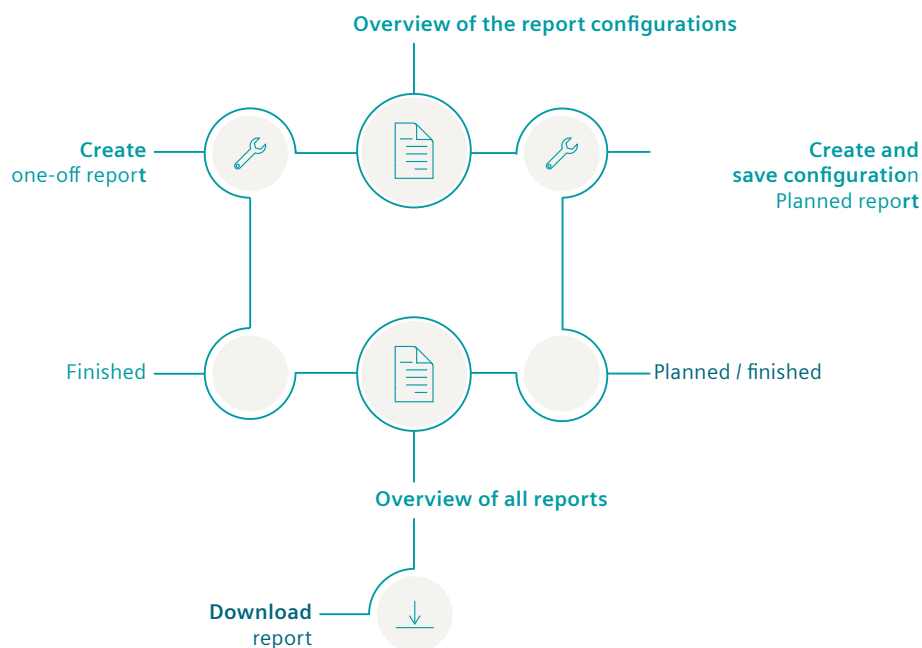 Overview of the report configurations
Create
one-off report
Create and
save configuration
Planned report
Finished
Planned / finished
Overview of all reports
Download
report